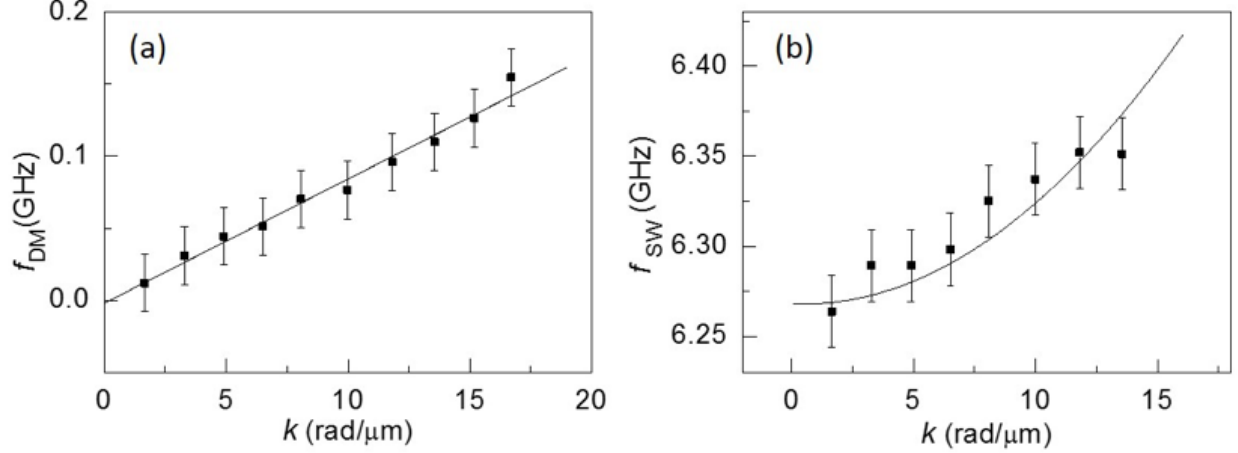 (a)
0.2
0.1
0.0
f_DM (GHz)
0 5 10 15 20
k (rad/μm)
(b)
6.40
6.35
6.30
6.25
f_SW (GHz)
0 5 10 15
k (rad/μm)